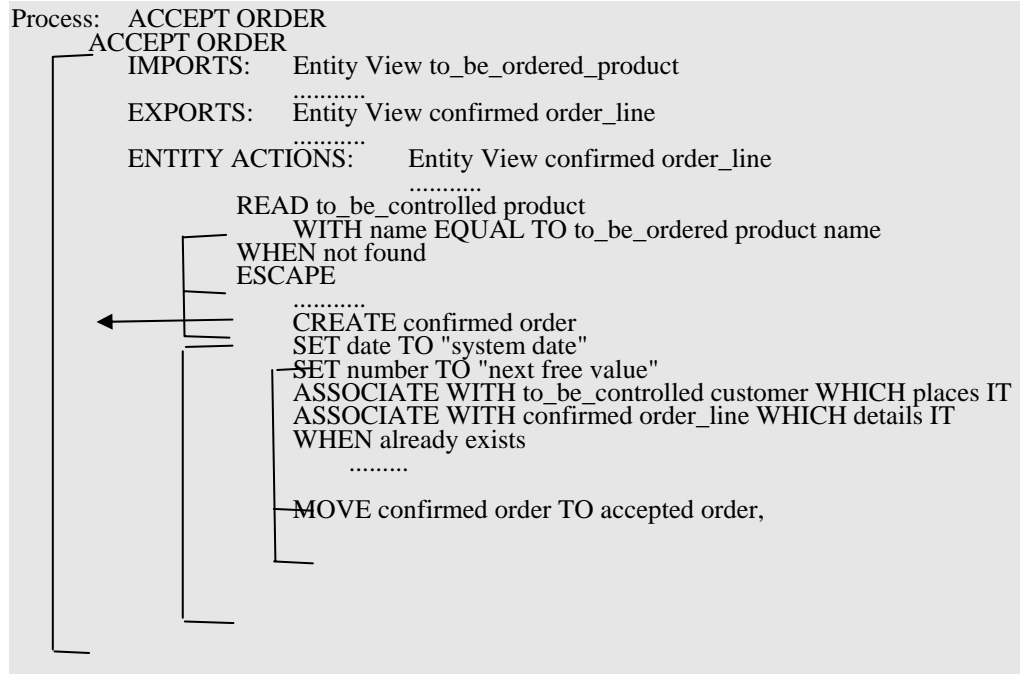 Process: ACCEPT ORDER
ACCEPT ORDER
IMPORTS: Entity View to_be_ordered_product
...........
EXPORTS: Entity View confirmed order_line
...........
ENTITY ACTIONS: Entity View confirmed order_line
...........
READ to_be_controlled product
WITH name EQUAL TO to_be_ordered product name
WHEN not found
ESCAPE
...........
CREATE confirmed order
SET date TO "system date"
SET number TO "next free value"
ASSOCIATE WITH to_be_controlled customer WHICH places IT
ASSOCIATE WITH confirmed order_line WHICH details IT
WHEN already exists
.........
MOVE confirmed order TO accepted order,